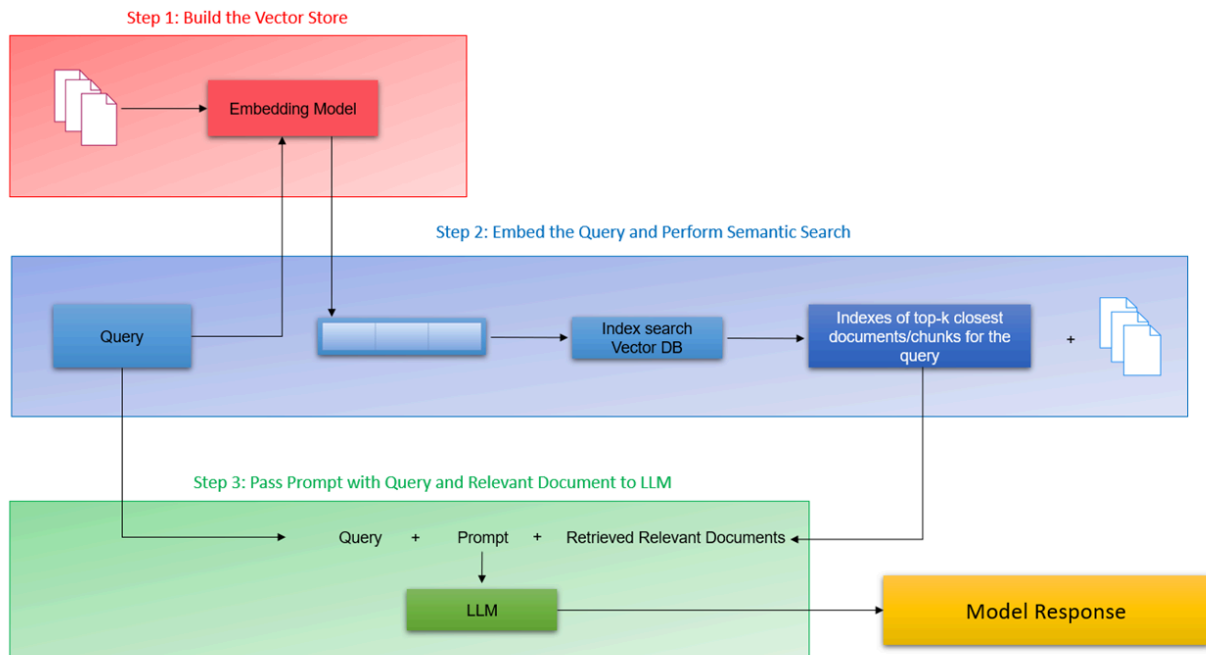 Step 1: Build the Vector Store
Embedding Model
Step 2: Embed the Query and Perform Semantic Search
Query
Index search
Vector DB
Indexes of top-k closest
documents/chunks for the
query
+
Step 3: Pass Prompt with Query and Relevant Document to LLM
Query + Prompt + Retrieved Relevant Documents
LLM
Model Response